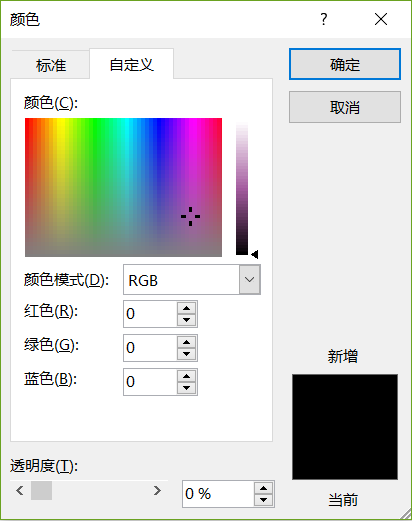 颜色
?
标准
自定义
确定
取消
颜色(C):
颜色模式(D):
RGB
红色(R):
0
绿色(G):
0
蓝色(B):
0
新增
当前
透明度(T):
0 %